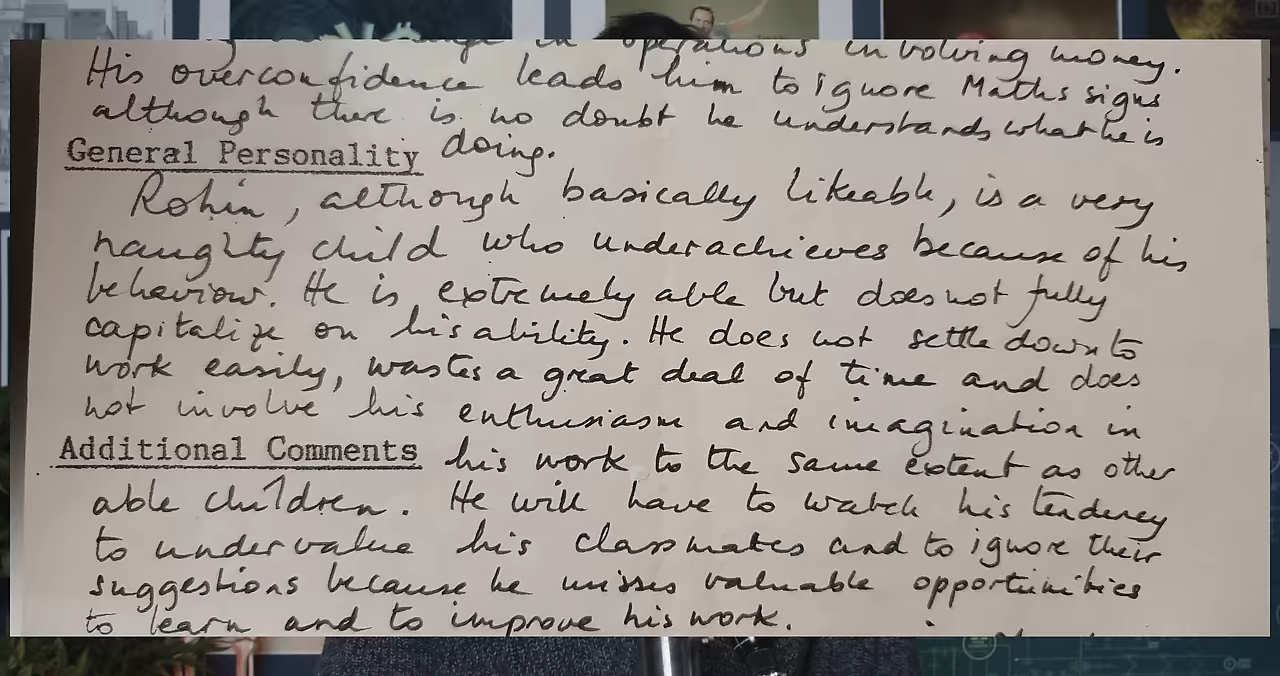 in operations involving money.
His overconfidence leads him to ignore Maths signs
although there is no doubt he understands what he is
General Personality doing.
Robin, although basically likeable, is a very
naughty child who underachieves because of his
behaviour. He is extremely able but does not fully
capitalize on his ability. He does not settle down to
work easily, wastes a great deal of time and does
not involve his enthusiasm and imagination in
Additional Comments his work to the same extent as other
able children. He will have to watch his tendency
to undervalue his classmates and to ignore their
suggestions because he misses valuable opportunities
to learn and to improve his work.